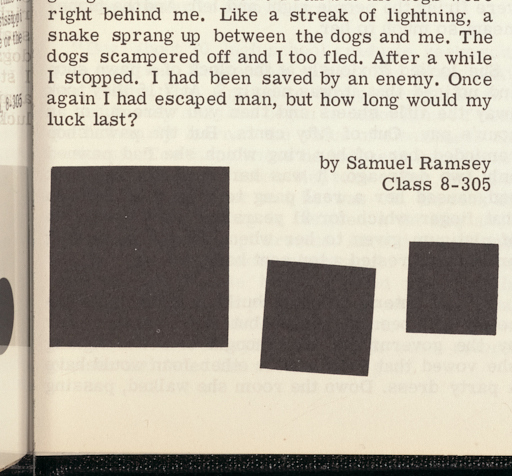 right behind me. Like a streak of lightning, a
snake sprang up between the dogs and me. The
dogs scampered off and I too fled. After a while
I stopped. I had been saved by an enemy. Once
again I had escaped man, but how long would my
luck last?
by Samuel Ramsey
Class 8-305